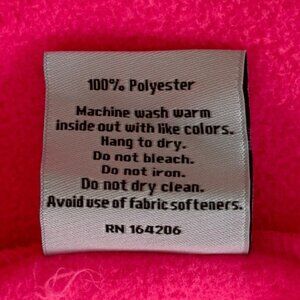 100% Polyester
Machine wash warm
inside out with like colors.
Hang to dry.
Do not bleach.
Do not iron.
Do not dry clean.
Avoid use of fabric softeners.
RN 164206